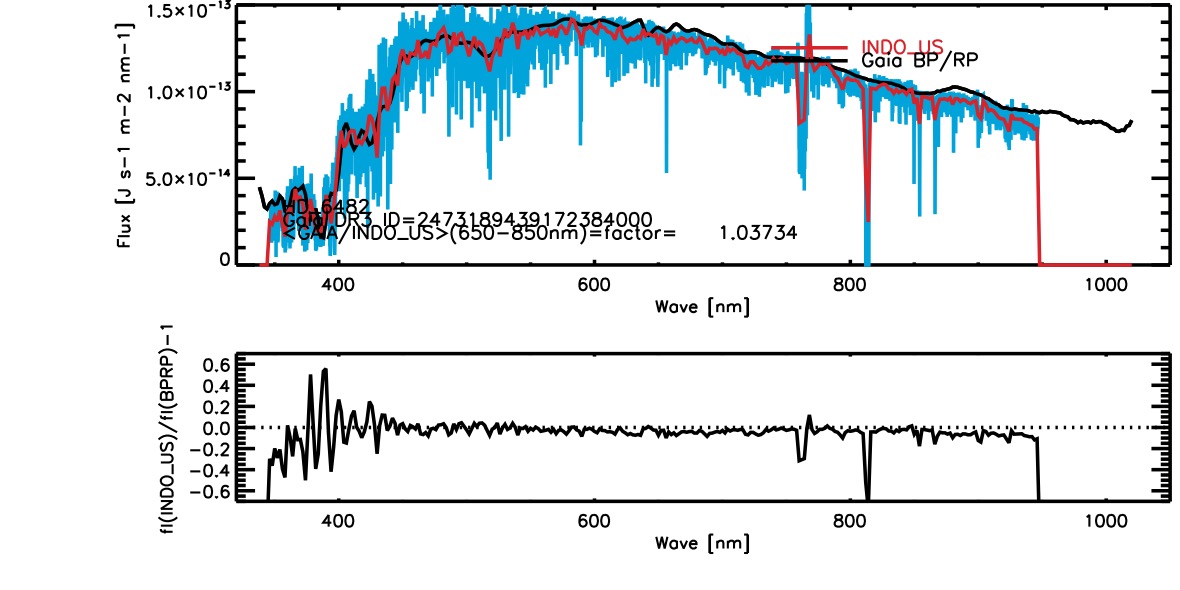 1.5×10−13
1.0×10−13
5.0×10−14
0
Flux [J s−1 m−2 nm−1]
INDO_US
Gaia BP/RP
HD_6482
Gaia DR3 ID=2473189439172384000
<GAIA/INDO_US>(650−850nm)=factor= 1.03734
400 600 800 1000
Wave [nm]
fl(INDO_US)/fl(BPRP)−1
0.6
0.4
0.2
0.0
−0.2
−0.4
−0.6
400 600 800 1000
Wave [nm]